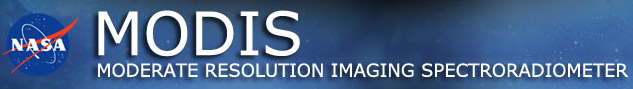 NASA
MODIS
MODERATE RESOLUTION IMAGING SPECTRORADIOMETER